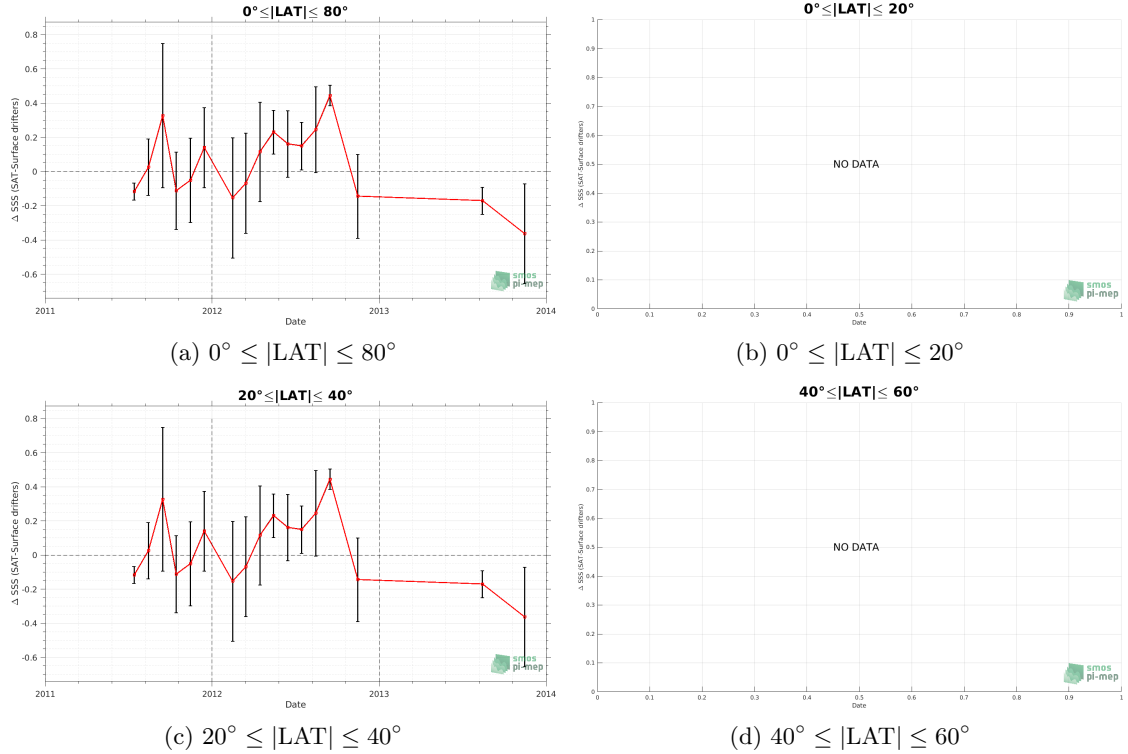 0°≤|LAT|≤ 80°
Δ SSS (SAT-Surface drifters)
0.8
0.6
0.4
0.2
0
-0.2
-0.4
-0.6
2011
2012
2013
2014
Date
smos
pi-mep
(a) 0° ≤ |LAT| ≤ 80°
0°≤|LAT|≤ 20°
Δ SSS (SAT-Surface drifters)
1
0.9
0.8
0.7
0.6
0.5
0.4
0.3
0.2
0.1
0
NO DATA
0
0.1
0.2
0.3
0.4
0.5
0.6
0.7
0.8
0.9
1
Date
smos
pi-mep
(b) 0° ≤ |LAT| ≤ 20°
20°≤|LAT|≤ 40°
Δ SSS (SAT-Surface drifters)
0.8
0.6
0.4
0.2
0
-0.2
-0.4
-0.6
2011
2012
2013
2014
Date
smos
pi-mep
(c) 20° ≤ |LAT| ≤ 40°
40°≤|LAT|≤ 60°
Δ SSS (SAT-Surface drifters)
1
0.9
0.8
0.7
0.6
0.5
0.4
0.3
0.2
0.1
0
NO DATA
0
0.1
0.2
0.3
0.4
0.5
0.6
0.7
0.8
0.9
1
Date
smos
pi-mep
(d) 40° ≤ |LAT| ≤ 60°